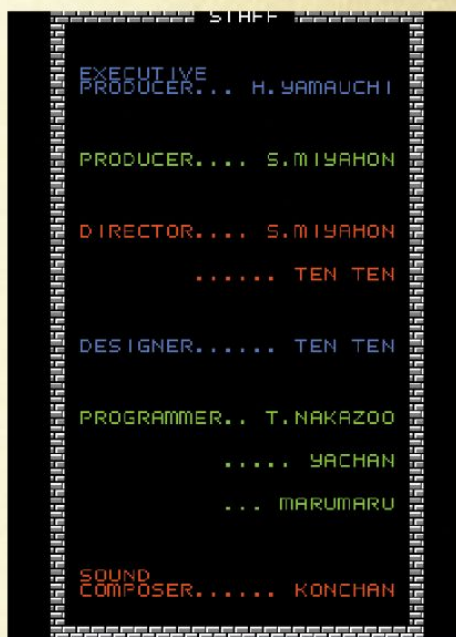 STAFF
EXECUTIVE
PRODUCER... H.YAMAUCHI
PRODUCER.... S.MIYAHON
DIRECTOR.... S.MIYAHON
...... TEN TEN
DESIGNER...... TEN TEN
PROGRAMMER.. T.NAKAZOO
..... YACHAN
... MARUMARU
SOUND
COMPOSER...... KONCHAN